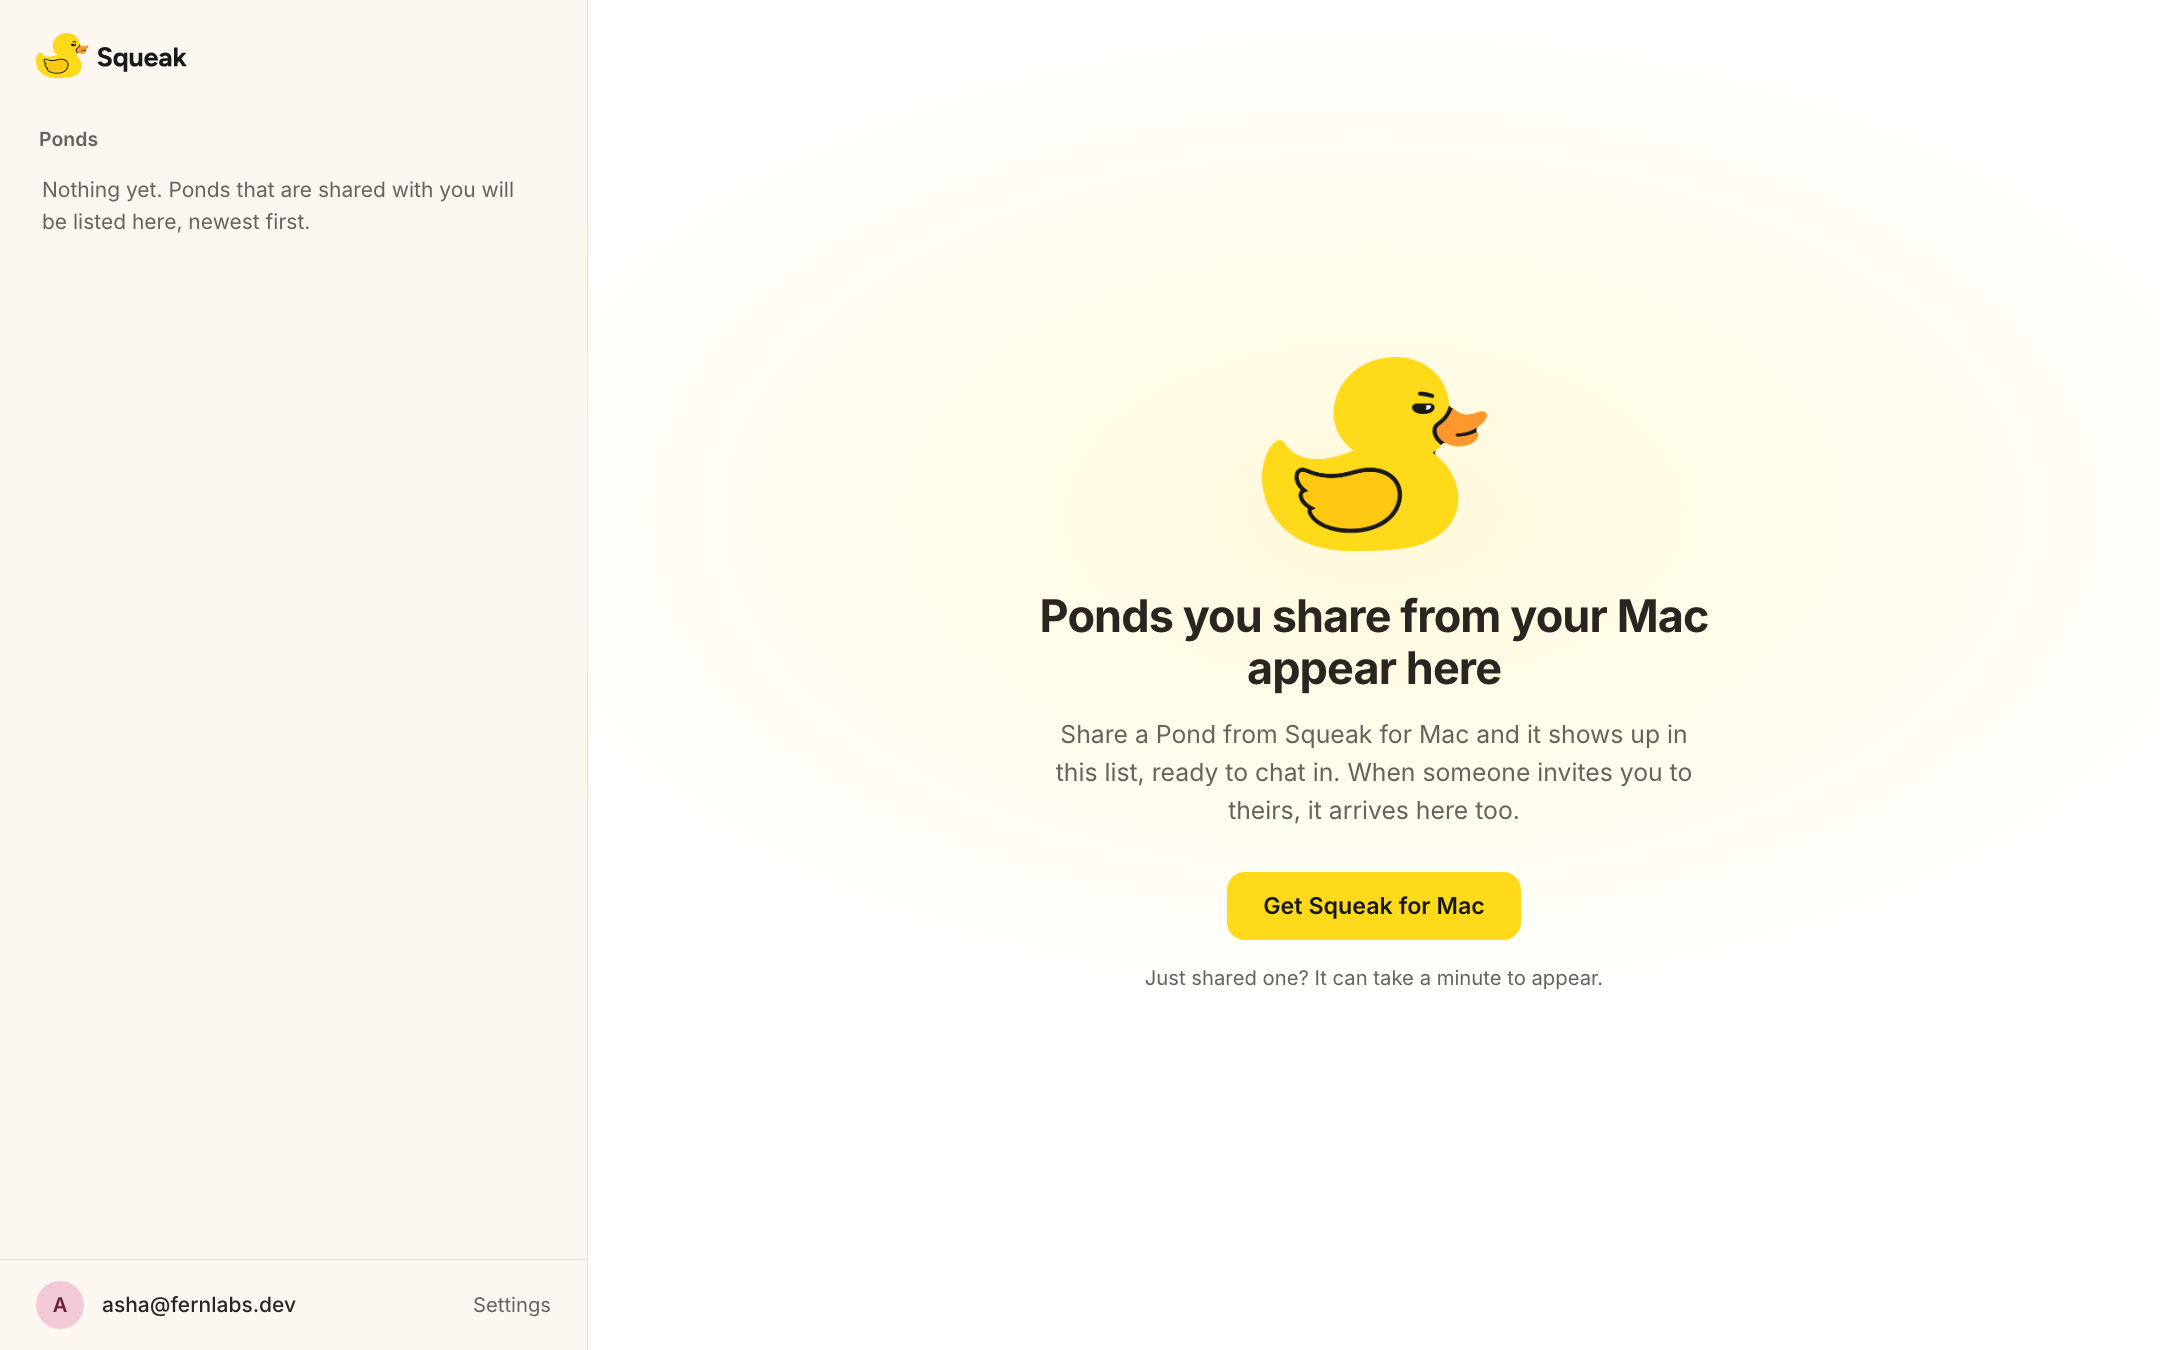 Squeak
Ponds
Nothing yet. Ponds that are shared with you will
be listed here, newest first.
A
asha@fernlabs.dev
Settings
Ponds you share from your Mac
appear here
Share a Pond from Squeak for Mac and it shows up in
this list, ready to chat in. When someone invites you to
theirs, it arrives here too.
Get Squeak for Mac
Just shared one? It can take a minute to appear.